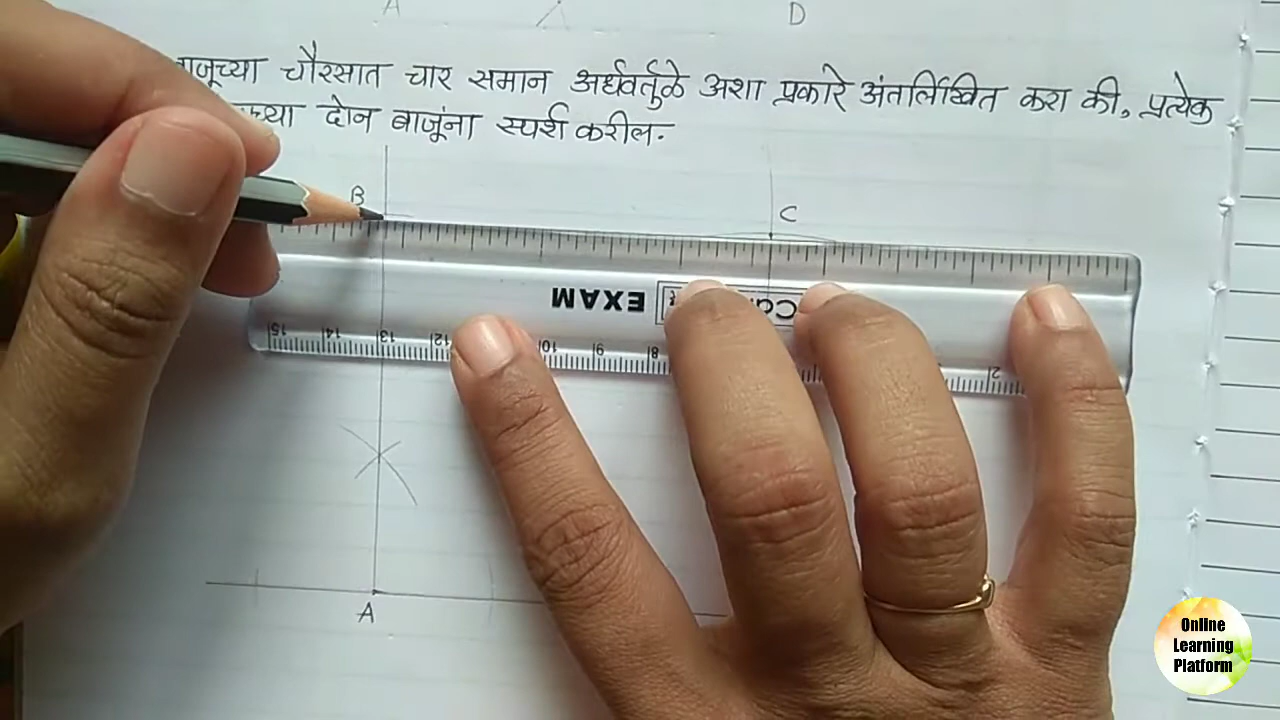 A D
चौरसात चार समान अर्धवर्तुळे अशा प्रकारे अंतर्लिखित करा की, प्रत्येक
दोन बाजूंना स्पर्श करील.
B
C
EXAM
15 14 13 12 10 9 8 2
A
Online
Learning
Platform